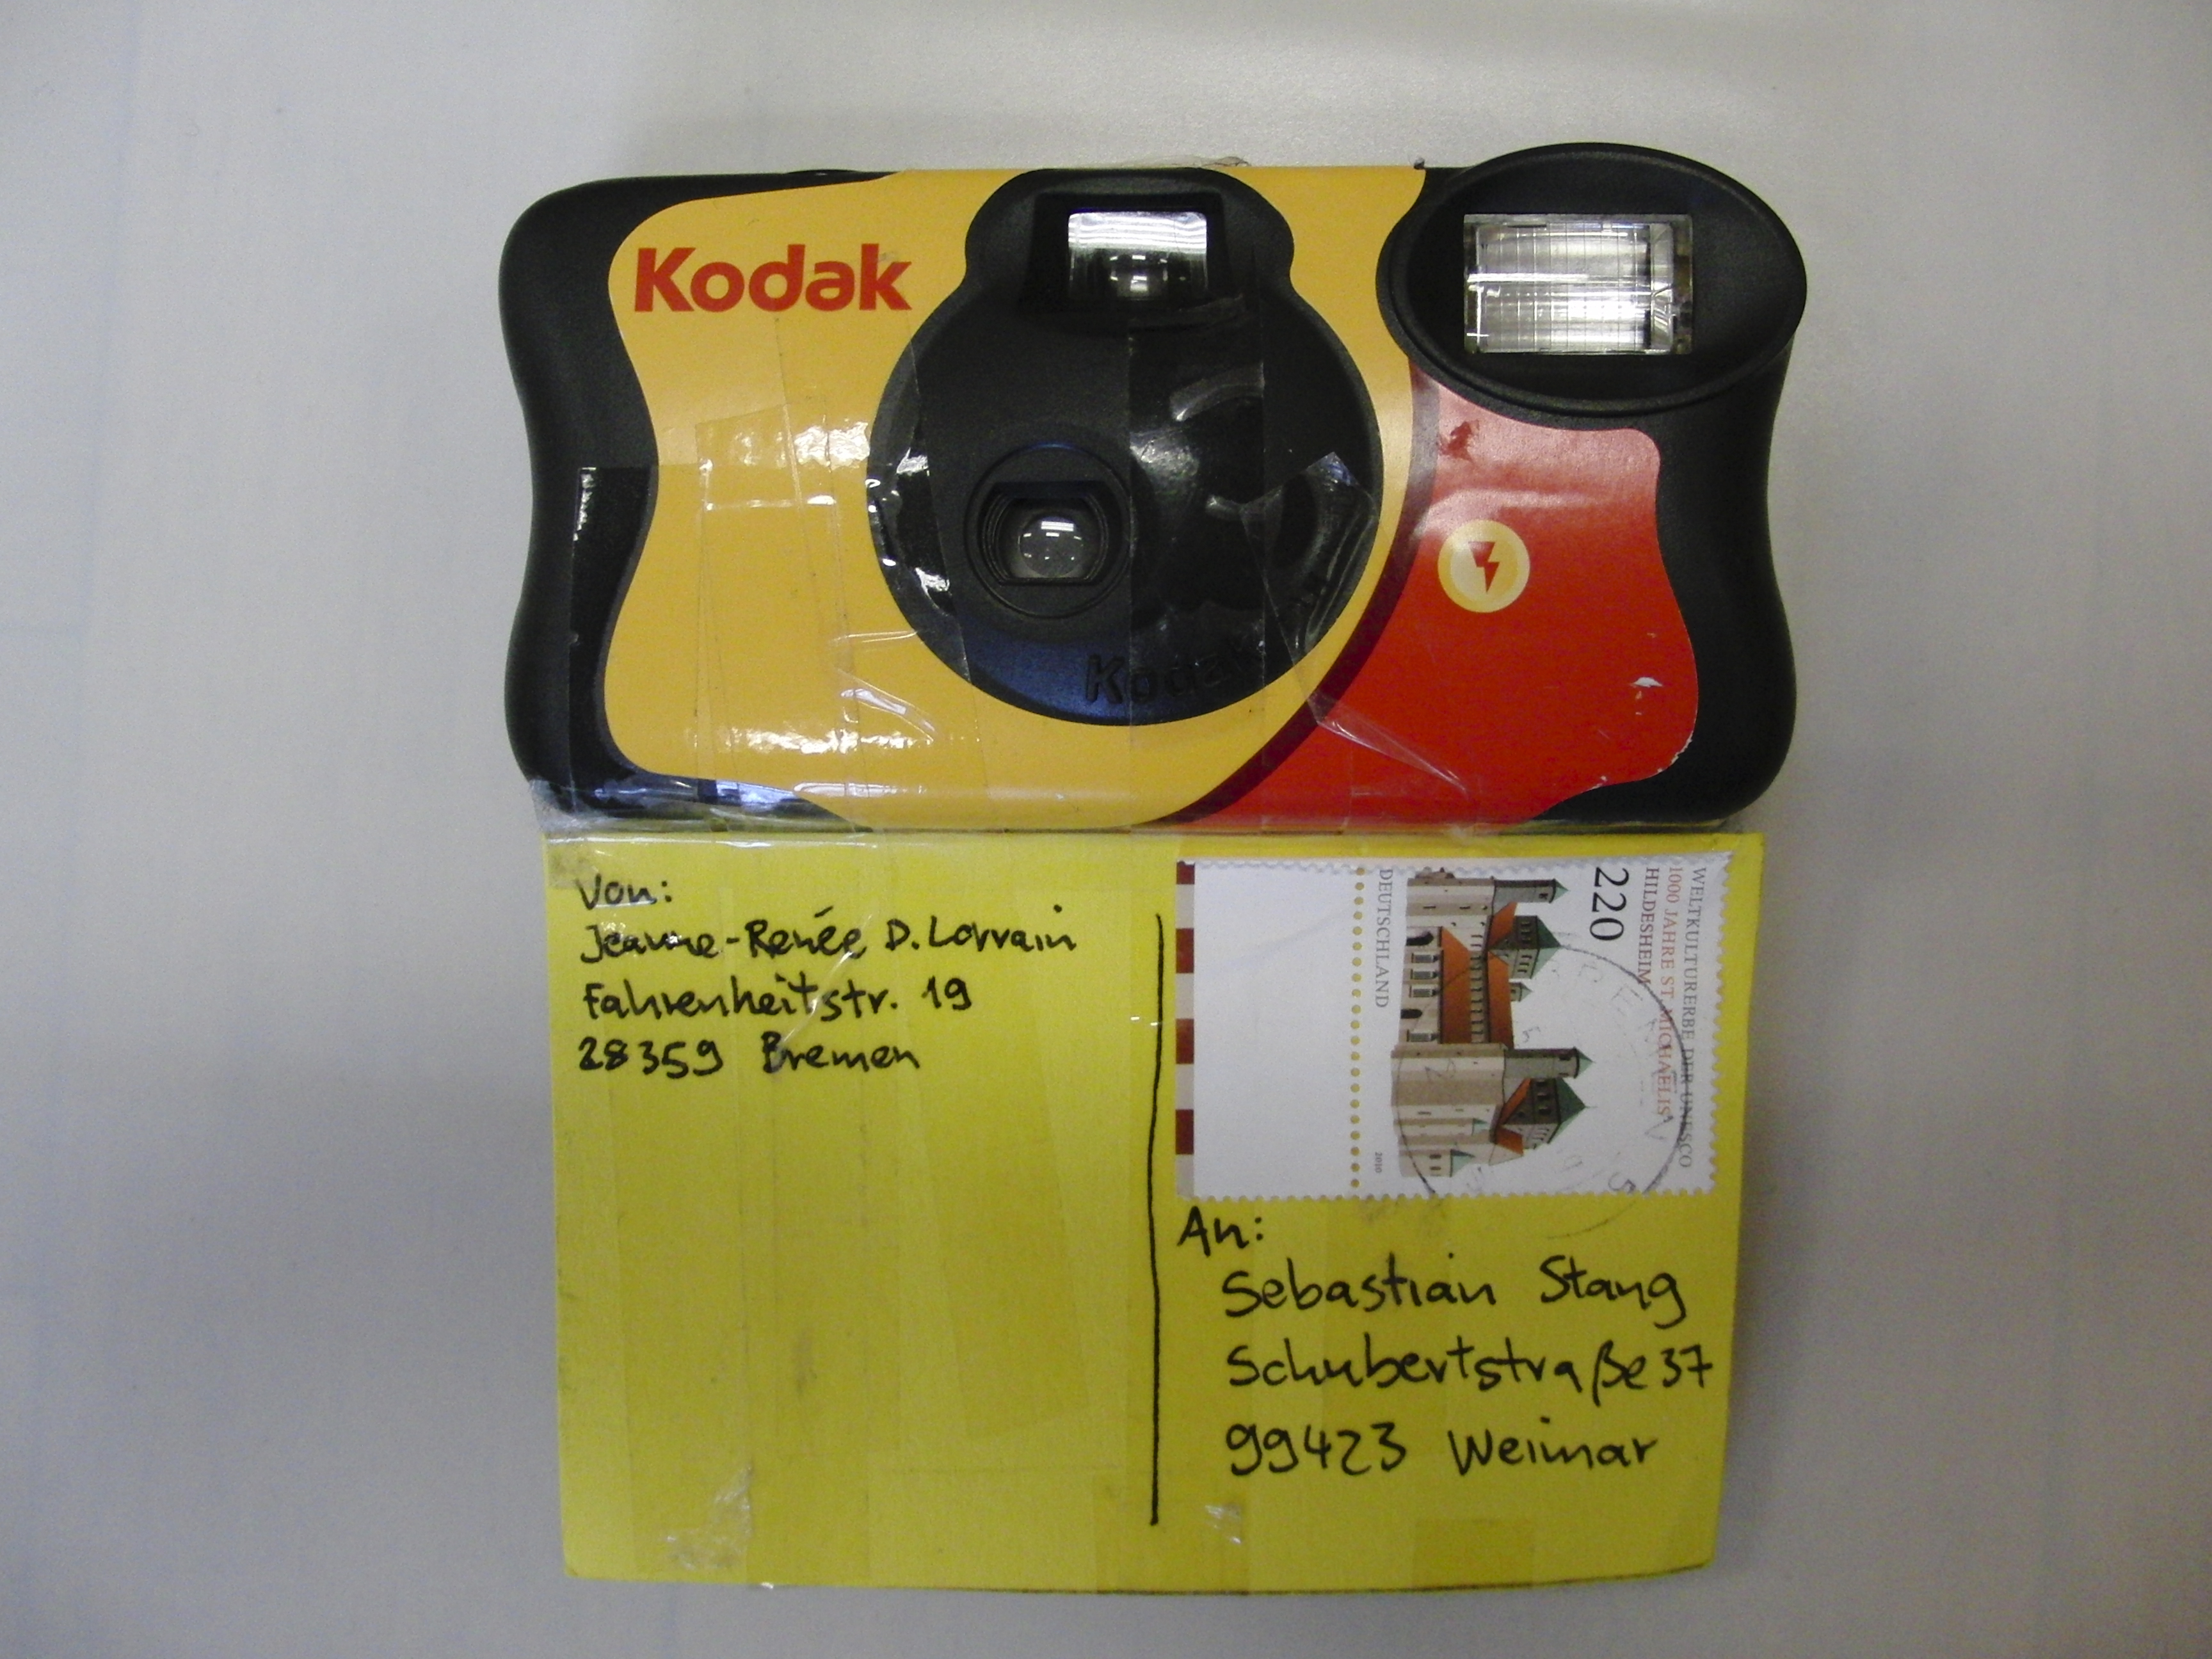 Kodak
Kodak
Von:
Jeanne-Renée D. Lorrain
Fahrenheitstr. 19
28359 Bremen
WELTKULTURERBE DER UNESCO
1000 JAHRE ST. MICHAELIS
HILDESHEIM
220
DEUTSCHLAND
2010
An:
Sebastian Stang
Schubertstraße 37
99423 Weimar